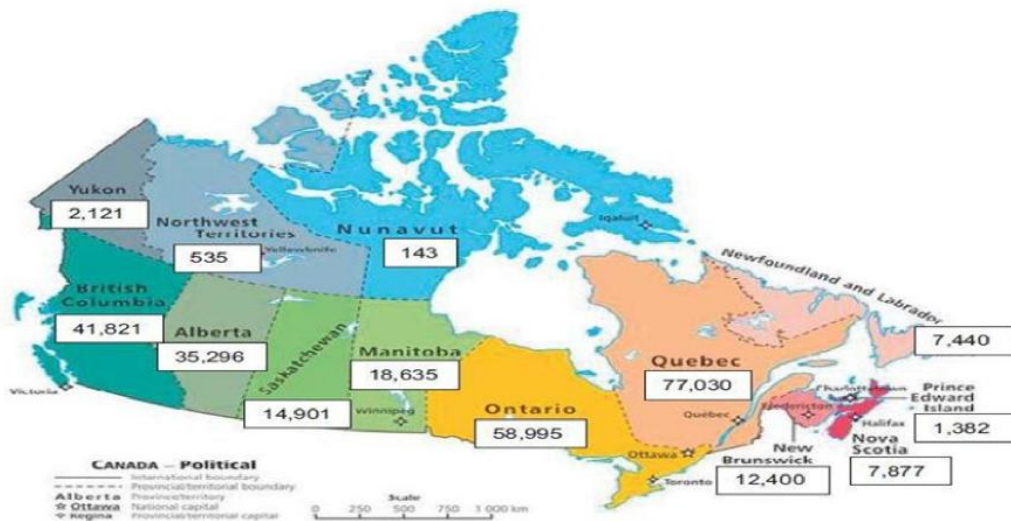 Yukon
2,121
Northwest
Territories
535
Yellowknife
Nunavut
143
Iqaluit
British
Columbia
41,821
Alberta
35,296
Saskatchewan
14,901
Manitoba
18,635
Winnipeg
Victoria
Ontario
58,995
Ottawa
Toronto
Quebec
77,030
Québec
Newfoundland and Labrador
7,440
Charlottetown
Prince
Edward
Island
1,382
Fredericton
Halifax
Nova
Scotia
7,877
New
Brunswick
12,400
CANADA – Political
International boundary
Provincial/territorial boundary
Alberta Province/territory
Ottawa National capital
Regina Provincial/territorial capital
Scale
0 500 1 000 km